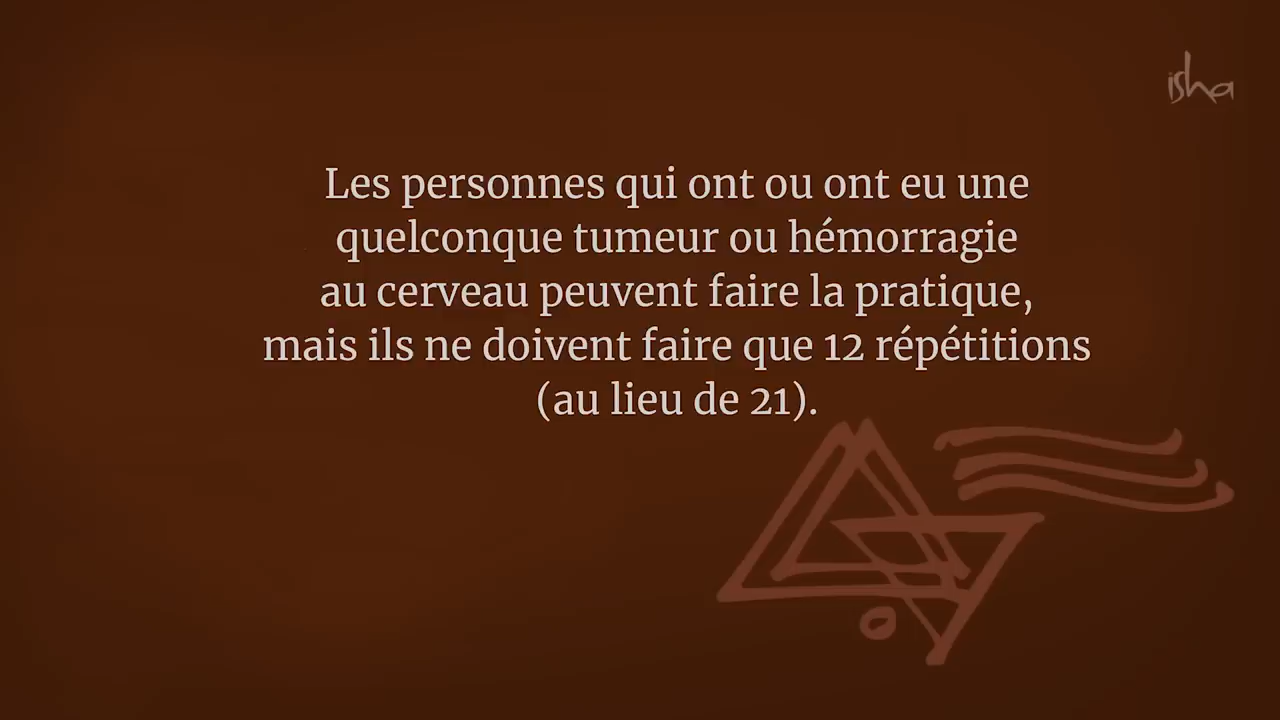 isha
Les personnes qui ont ou ont eu une
quelconque tumeur ou hémorragie
au cerveau peuvent faire la pratique,
mais ils ne doivent faire que 12 répétitions
(au lieu de 21).